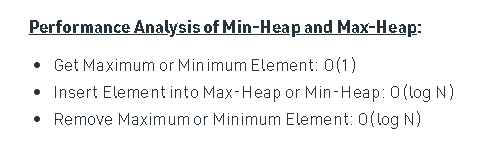 Performance Analysis of Min-Heap and Max-Heap:
• Get Maximum or Minimum Element: O(1)
• Insert Element into Max-Heap or Min-Heap: O(log N)
• Remove Maximum or Minimum Element: O(log N)